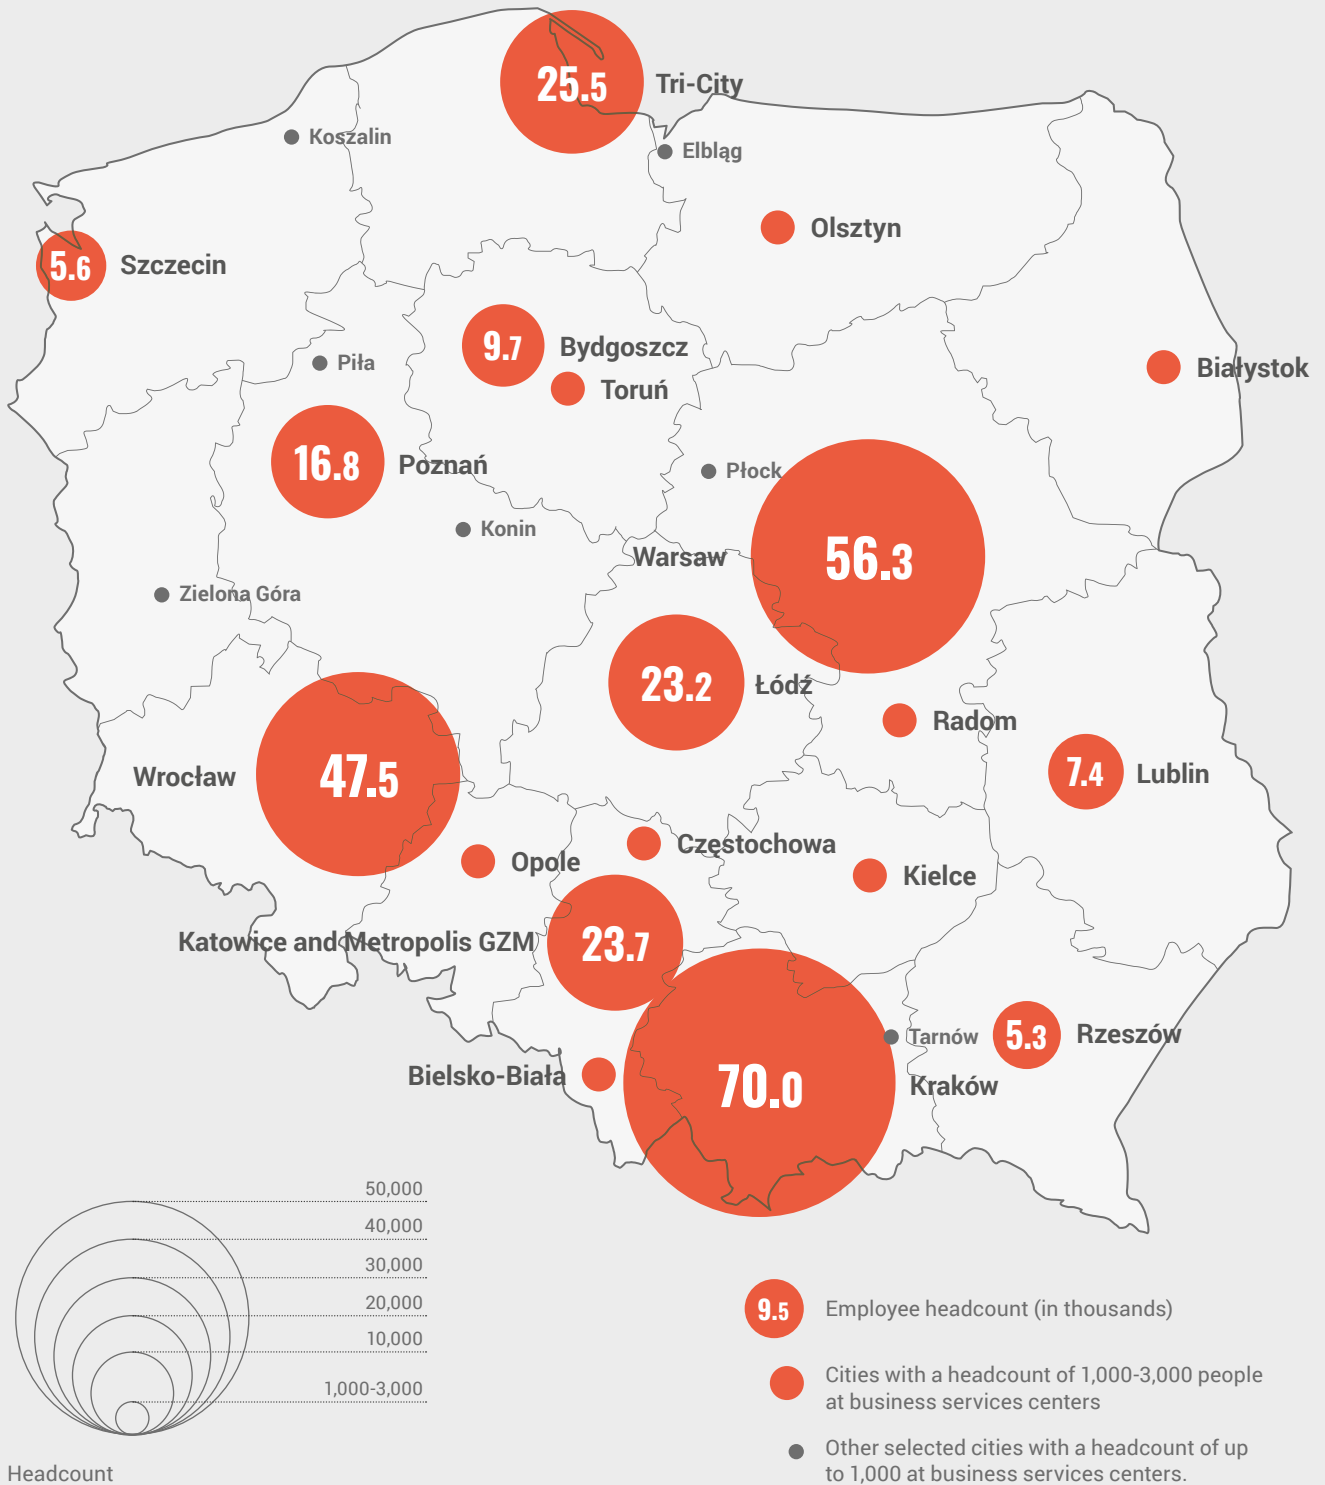 25.5
Tri-City
Koszalin
Elbląg
Olsztyn
5.6
Szczecin
9.7
Bydgoszcz
Piła
Białystok
Toruń
16.8
Poznań
Płock
Konin
Warsaw
56.3
Zielona Góra
23.2
Łódź
Radom
Wrocław
47.5
7.4
Lublin
Częstochowa
Opole
Kielce
Katowice and Metropolis GZM
23.7
Tarnów
5.3
Rzeszów
Bielsko-Biała
70.0
Kraków
50,000
40,000
30,000
20,000
10,000
1,000-3,000
Headcount
9.5
Employee headcount (in thousands)
Cities with a headcount of 1,000-3,000 people
at business services centers
Other selected cities with a headcount of up
to 1,000 at business services centers.